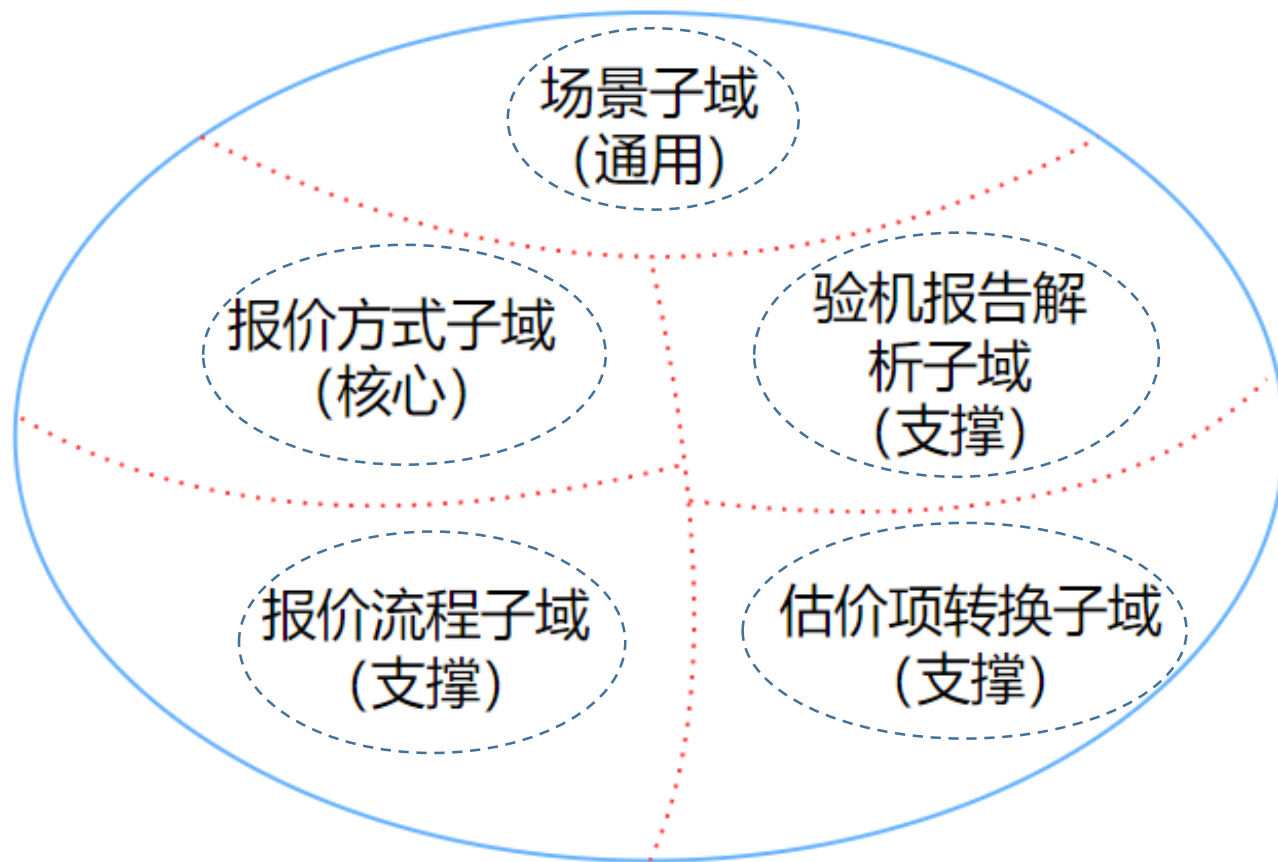 场景子域
（通用）
报价方式子域
（核心）
验机报告解
析子域
（支撑）
报价流程子域
（支撑）
估价项转换子域
（支撑）